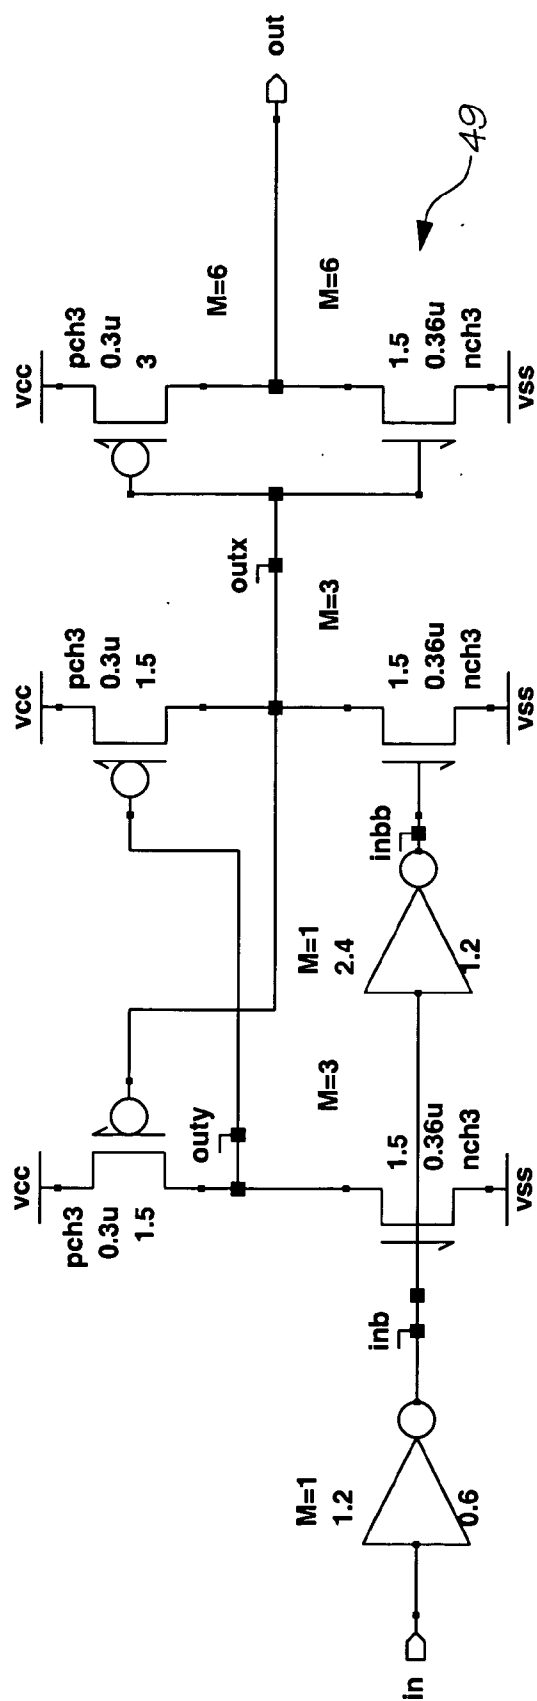 in
M=1
1.2
0.6
inb
vcc
pch3
0.3u
1.5
outy
M=3
1.5
0.36u
nch3
vss
M=1
2.4
1.2
inbb
vcc
pch3
0.3u
1.5
outx
M=3
1.5
0.36u
nch3
vss
vcc
pch3
0.3u
3
M=6
M=6
1.5
0.36u
nch3
vss
out
49